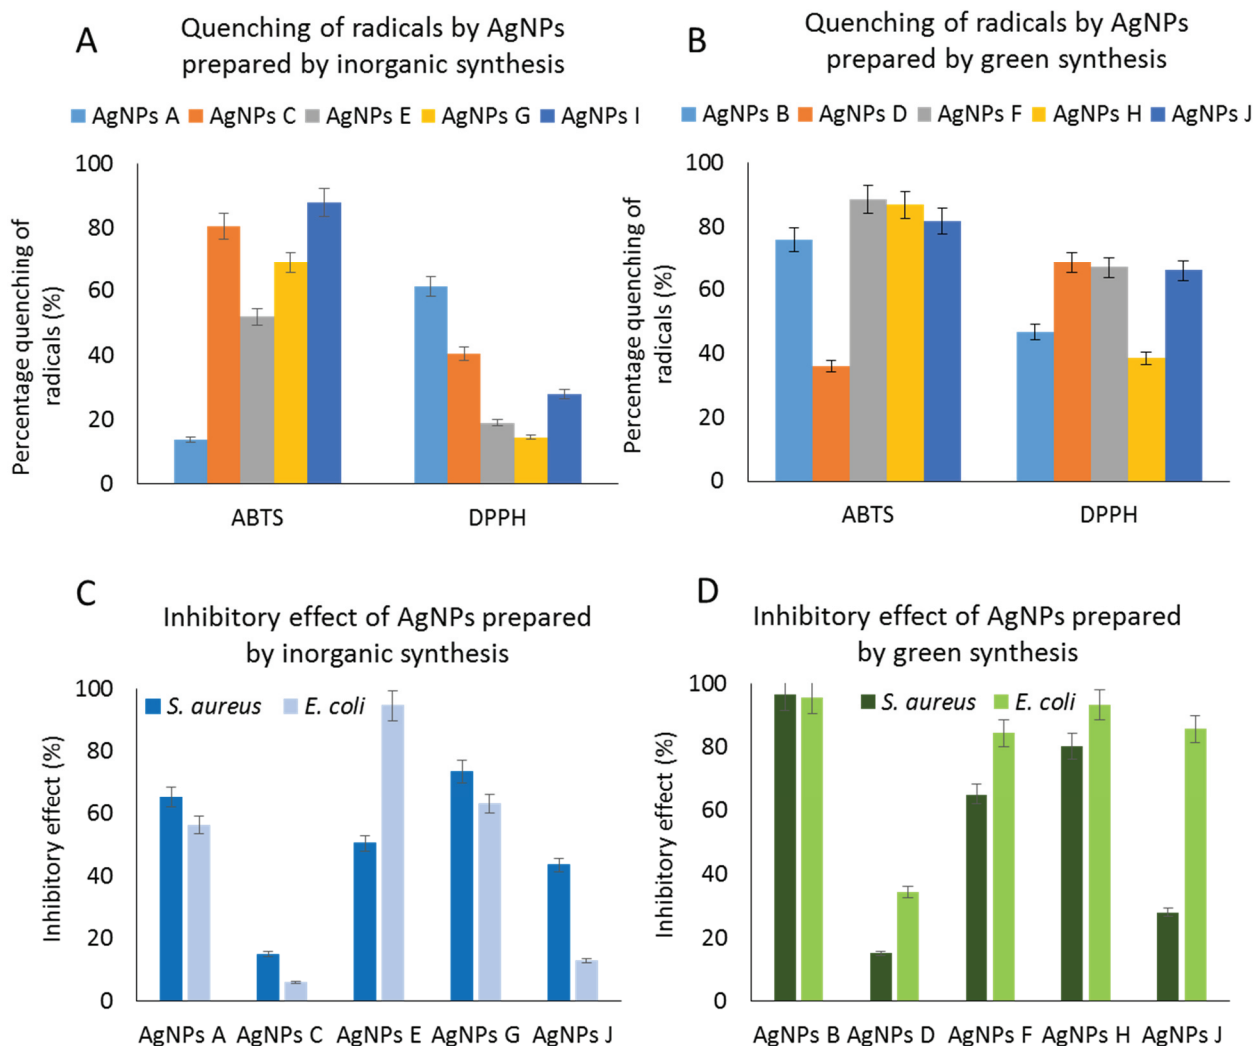 A
Quenching of radicals by AgNPs
prepared by inorganic synthesis
AgNPs A AgNPs C AgNPs E AgNPs G AgNPs I
Percentage quenching of
radicals (%)
100
80
60
40
20
0
ABTS DPPH
B
Quenching of radicals by AgNPs
prepared by green synthesis
AgNPs B AgNPs D AgNPs F AgNPs H AgNPs J
Percentage quenching of
radicals (%)
100
80
60
40
20
0
ABTS DPPH
C
Inhibitory effect of AgNPs prepared
by inorganic synthesis
S. aureus E. coli
Inhibitory effect (%)
100
80
60
40
20
0
AgNPs A AgNPs C AgNPs E AgNPs G AgNPs J
D
Inhibitory effect of AgNPs prepared
by green synthesis
S. aureus E. coli
Inhibitory effect (%)
100
80
60
40
20
0
AgNPs B AgNPs D AgNPs F AgNPs H AgNPs J